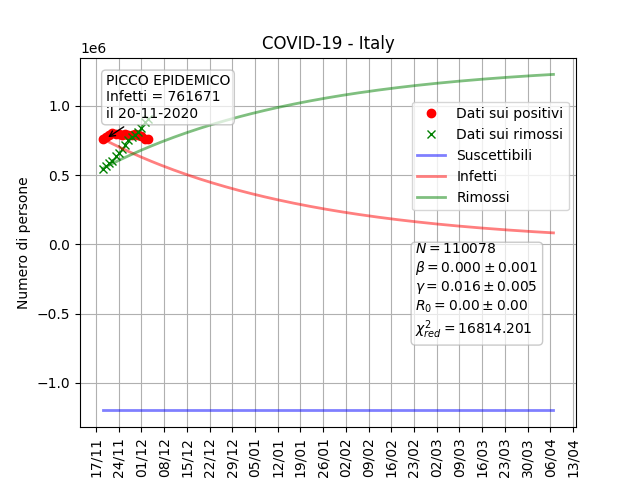 COVID-19 - Italy
1e6
PICCO EPIDEMICO
Infetti = 761671
il 20-11-2020
Dati sui positivi
Dati sui rimossi
Suscettibili
Infetti
Rimossi
N = 110078
β = 0.000 ± 0.001
γ = 0.016 ± 0.005
R₀ = 0.00 ± 0.00
χ²red = 16814.201
Numero di persone
1.0
0.5
0.0
−0.5
−1.0
17/11
24/11
01/12
08/12
15/12
22/12
29/12
05/01
12/01
19/01
26/01
02/02
09/02
16/02
23/02
02/03
09/03
16/03
23/03
30/03
06/04
13/04